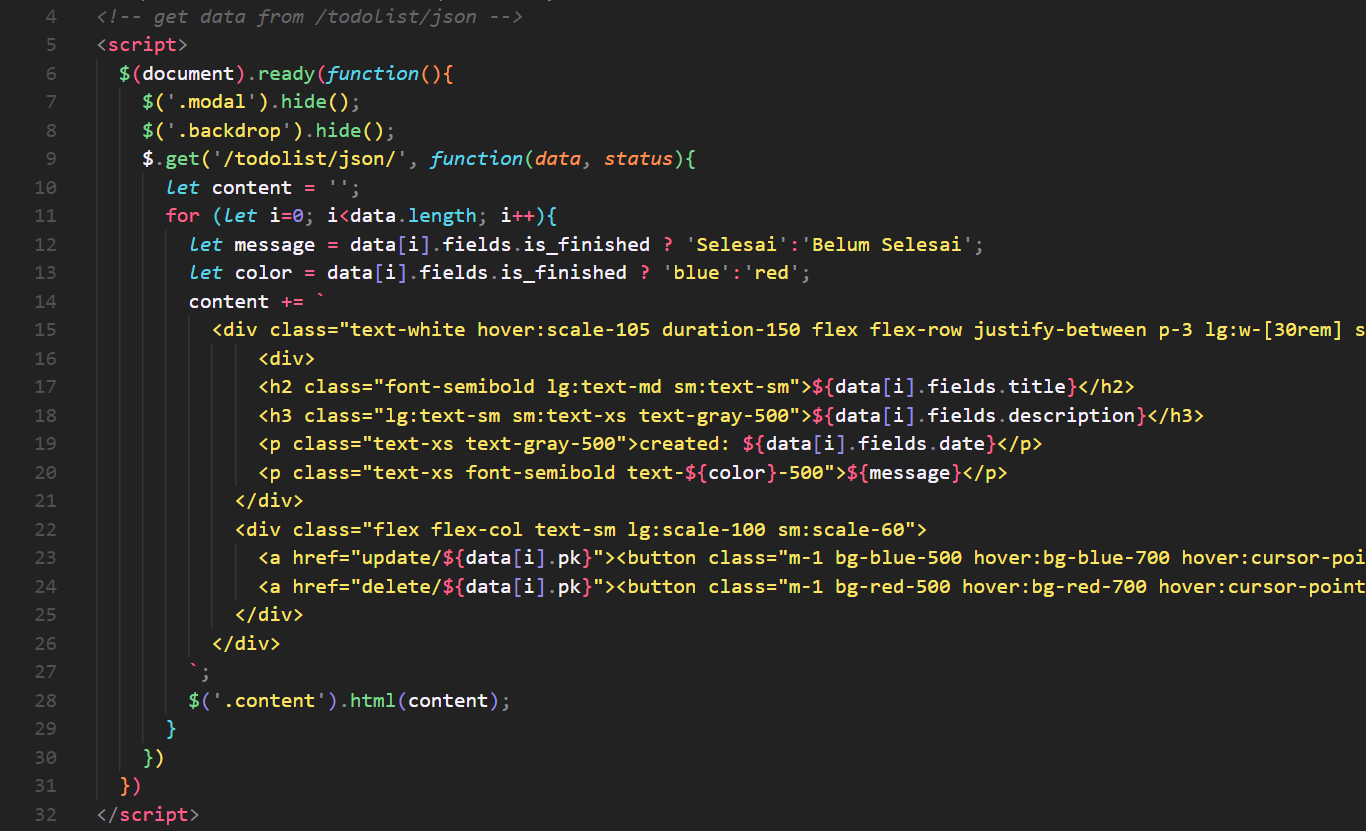 4 <!-- get data from /todolist/json -->
5 <script>
6 $(document).ready(function(){
7 $('.modal').hide();
8 $('.backdrop').hide();
9 $.get('/todolist/json/', function(data, status){
10 let content = '';
11 for (let i=0; i<data.length; i++){
12 let message = data[i].fields.is_finished ? 'Selesai':'Belum Selesai';
13 let color = data[i].fields.is_finished ? 'blue':'red';
14 content += `
15 <div class="text-white hover:scale-105 duration-150 flex flex-row justify-between p-3 lg:w-[30rem] s
16 <div>
17 <h2 class="font-semibold lg:text-md sm:text-sm">${data[i].fields.title}</h2>
18 <h3 class="lg:text-sm sm:text-xs text-gray-500">${data[i].fields.description}</h3>
19 <p class="text-xs text-gray-500">created: ${data[i].fields.date}</p>
20 <p class="text-xs font-semibold text-${color}-500">${message}</p>
21 </div>
22 <div class="flex flex-col text-sm lg:scale-100 sm:scale-60">
23 <a href="update/${data[i].pk}"><button class="m-1 bg-blue-500 hover:bg-blue-700 hover:cursor-poi
24 <a href="delete/${data[i].pk}"><button class="m-1 bg-red-500 hover:bg-red-700 hover:cursor-point
25 </div>
26 </div>
27 `;
28 $('.content').html(content);
29 }
30 })
31 })
32 </script>